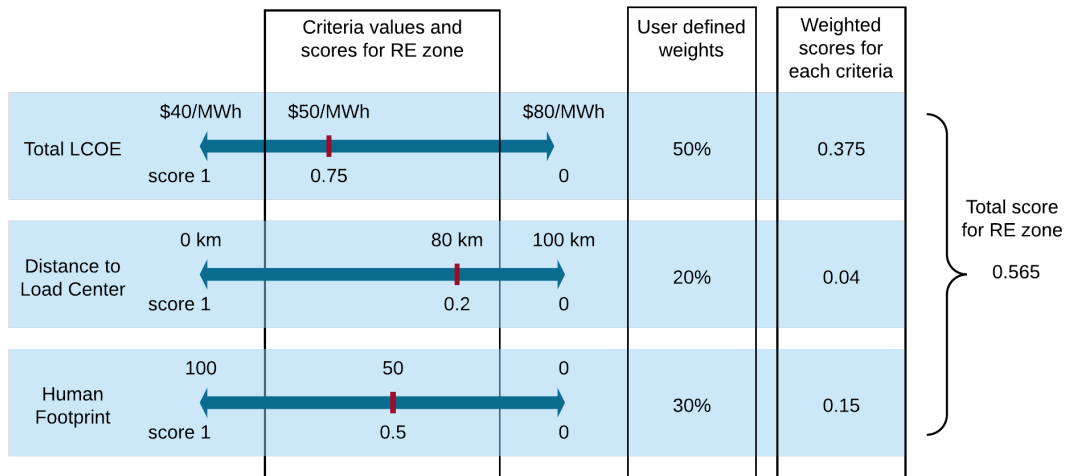 Criteria values and
scores for RE zone
User defined
weights
Weighted
scores for
each criteria
$40/MWh $50/MWh $80/MWh
Total LCOE
50%
0.375
score 1 0.75 0
0 km 80 km 100 km
Distance to
Load Center
20%
0.04
score 1 0.2 0
100 50 0
Human
Footprint
30%
0.15
score 1 0.5 0
Total score
for RE zone
0.565